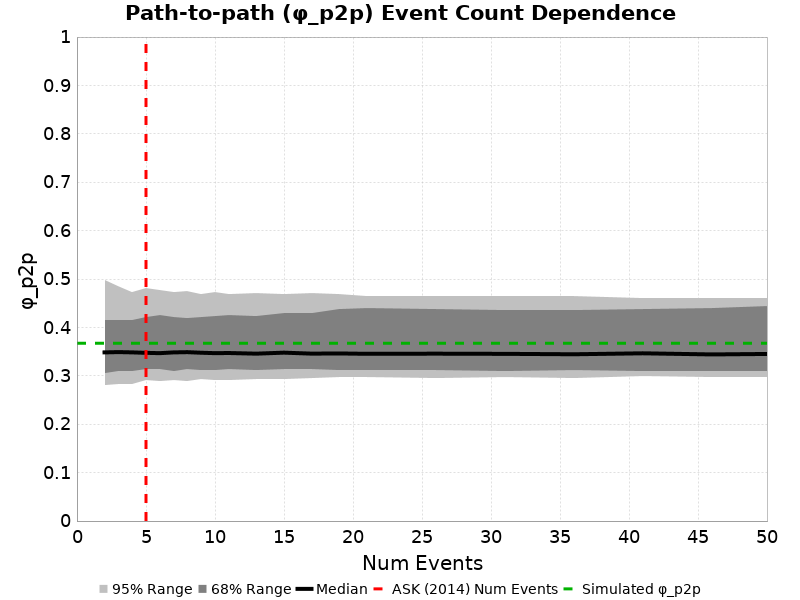 Path-to-path (φ_p2p) Event Count Dependence
1
0.9
0.8
0.7
0.6
0.5
0.4
0.3
0.2
0.1
0
φ_p2p
0 5 10 15 20 25 30 35 40 45 50
Num Events
95% Range 68% Range Median ASK (2014) Num Events Simulated φ_p2p